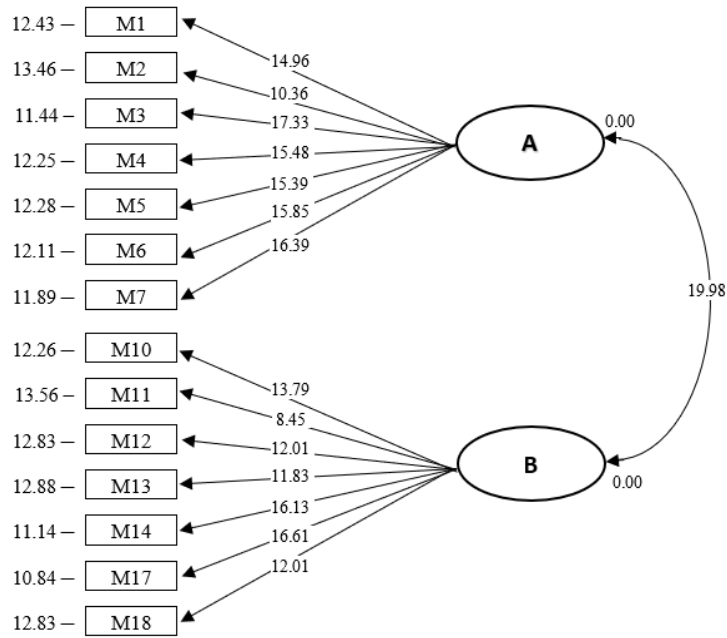 12.43 M1
14.96
13.46 M2
10.36
11.44 M3
17.33
12.25 M4
15.48
12.28 M5
15.39
12.11 M6
15.85
11.89 M7
16.39
A
0.00
19.98
12.26 M10
13.79
13.56 M11
8.45
12.83 M12
12.01
12.88 M13
11.83
11.14 M14
16.13
10.84 M17
16.61
12.83 M18
12.01
B
0.00